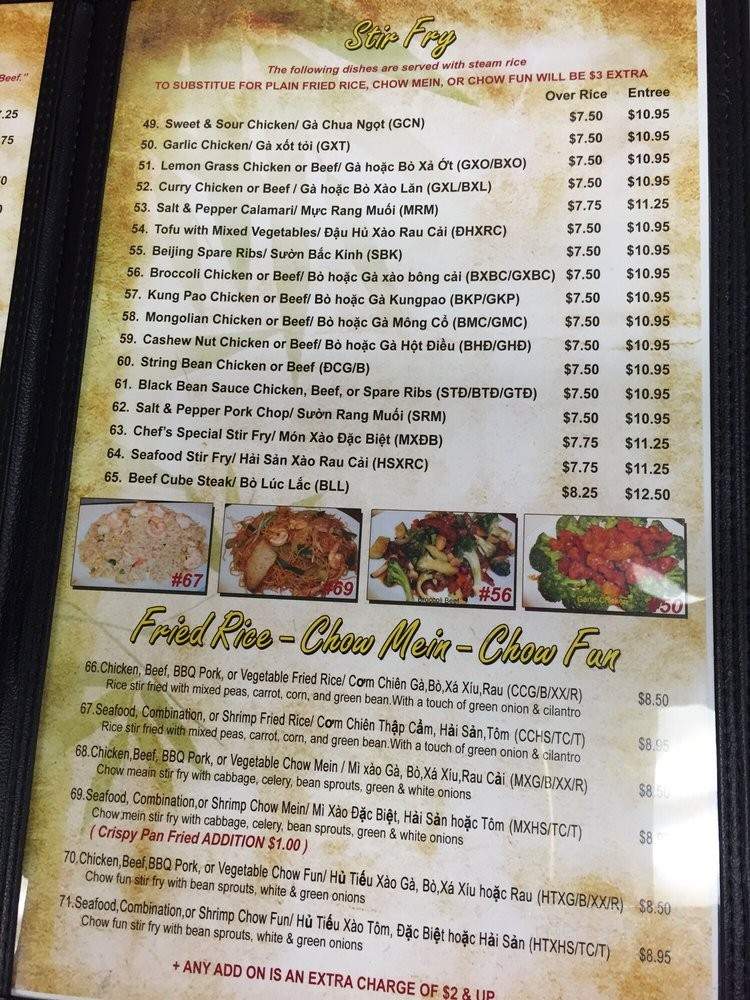 Beef."
.25
75
Stir Fry
The following dishes are served with steam rice
TO SUBSTITUE FOR PLAIN FRIED RICE, CHOW MEIN, OR CHOW FUN WILL BE $3 EXTRA
Over Rice Entree
49. Sweet & Sour Chicken/ Gà Chua Ngọt (GCN) $7.50 $10.95
50. Garlic Chicken/ Gà xốt tỏi (GXT) $7.50 $10.95
51. Lemon Grass Chicken or Beef/ Gà hoặc Bò Xả Ớt (GXO/BXO) $7.50 $10.95
52. Curry Chicken or Beef / Gà hoặc Bò Xào Lăn (GXL/BXL) $7.50 $10.95
53. Salt & Pepper Calamari/ Mực Rang Muối (MRM) $7.75 $11.25
54. Tofu with Mixed Vegetables/ Đậu Hủ Xào Rau Cải (ĐHXRC) $7.50 $10.95
55. Beijing Spare Ribs/ Sườn Bắc Kinh (SBK) $7.50 $10.95
56. Broccoli Chicken or Beef/ Bò hoặc Gà xào bông cải (BXBC/GXBC) $7.50 $10.95
57. Kung Pao Chicken or Beef/ Bò hoặc Gà Kungpao (BKP/GKP) $7.50 $10.95
58. Mongolian Chicken or Beef/ Bò hoặc Gà Mông Cổ (BMC/GMC) $7.50 $10.95
59. Cashew Nut Chicken or Beef/ Bò hoặc Gà Hột Điều (BHĐ/GHĐ) $7.50 $10.95
60. String Bean Chicken or Beef (ĐCG/B) $7.50 $10.95
61. Black Bean Sauce Chicken, Beef, or Spare Ribs (STĐ/BTĐ/GTĐ) $7.50 $10.95
62. Salt & Pepper Pork Chop/ Sườn Rang Muối (SRM) $7.50 $10.95
63. Chef's Special Stir Fry/ Món Xào Đặc Biệt (MXĐB) $7.75 $11.25
64. Seafood Stir Fry/ Hải Sản Xào Rau Cải (HSXRC) $7.75 $11.25
65. Beef Cube Steak/ Bò Lúc Lắc (BLL) $8.25 $12.50
#67 #69 Broccoli Beef #56 Garlic Chicken #50
Fried Rice - Chow Mein - Chow Fun
66.Chicken, Beef, BBQ Pork, or Vegetable Fried Rice/ Cơm Chiên Gà,Bò,Xá Xíu,Rau (CCG/B/XX/R) $8.50
Rice stir fried with mixed peas, carrot, corn, and green bean.With a touch of green onion & cilantro
67.Seafood, Combination, or Shrimp Fried Rice/ Cơm Chiên Thập Cẩm, Hải Sản,Tôm (CCHS/TC/T) $8.95
Rice stir fried with mixed peas, carrot, corn, and green bean.With a touch of green onion & cilantro
68.Chicken,Beef, BBQ Pork, or Vegetable Chow Mein / Mì xào Gà, Bò,Xá Xíu,Rau Cải (MXG/B/XX/R) $8.50
Chow meain stir fry with cabbage, celery, bean sprouts, green & white onions
69.Seafood, Combination,or Shrimp Chow Mein/ Mì Xào Đặc Biệt, Hải Sản hoặc Tôm (MXHS/TC/T)
Chow,mein stir fry with cabbage, celery, bean sprouts, green & white onions
( Crispy Pan Fried ADDITION $1.00 )
70,Chicken,Beef,BBQ Pork, or Vegetable Chow Fun/ Hủ Tiếu Xào Gà, Bò,Xá Xíu hoặc Rau (HTXG/B/XX/R) $8.50
Chow fun stir fry with bean sprouts, white & green onions
71.Seafood,Combination,or Shrimp Chow Fun/ Hủ Tiếu Xào Tôm, Đặc Biệt hoặc Hải Sản (HTXHS/TC/T) $8.95
Chow fun stir fry with bean sprouts, white & green onions
+ ANY ADD ON IS AN EXTRA CHARGE OF $2 & UP